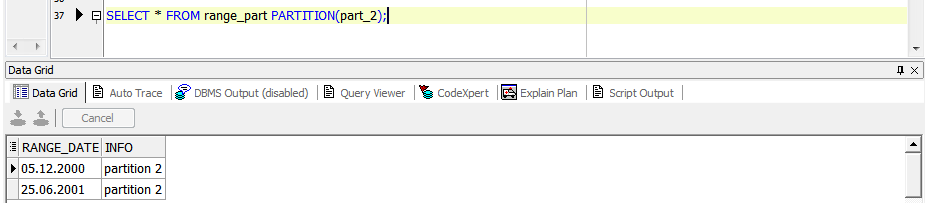 37 SELECT * FROM range_part PARTITION(part_2);
Data Grid
Data Grid Auto Trace DBMS Output (disabled) Query Viewer CodeXpert Explain Plan Script Output
Cancel
RANGE_DATE INFO
05.12.2000 partition 2
25.06.2001 partition 2